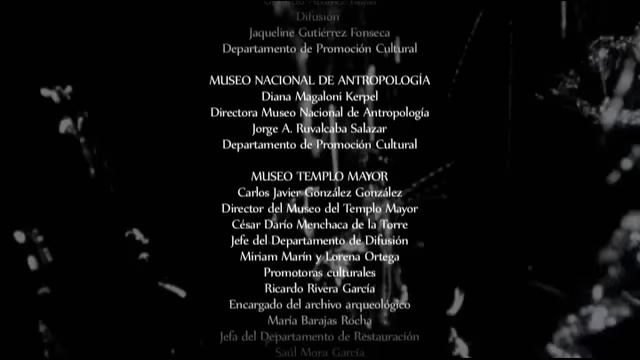 Difusión
Jaqueline Gutiérrez Fonseca
Departamento de Promoción Cultural
MUSEO NACIONAL DE ANTROPOLOGÍA
Diana Magaloni Kerpel
Directora Museo Nacional de Antropología
Jorge A. Ruvalcaba Salazar
Departamento de Promoción Cultural
MUSEO TEMPLO MAYOR
Carlos Javier González González
Director del Museo del Templo Mayor
César Darío Menchaca de la Torre
Jefe del Departamento de Difusión
Miriam Marín y Lorena Ortega
Promotoras culturales
Ricardo Rivera García
Encargado del archivo arqueológico
María Barajas Rocha
Jefa del Departamento de Restauración
Saúl Mora García